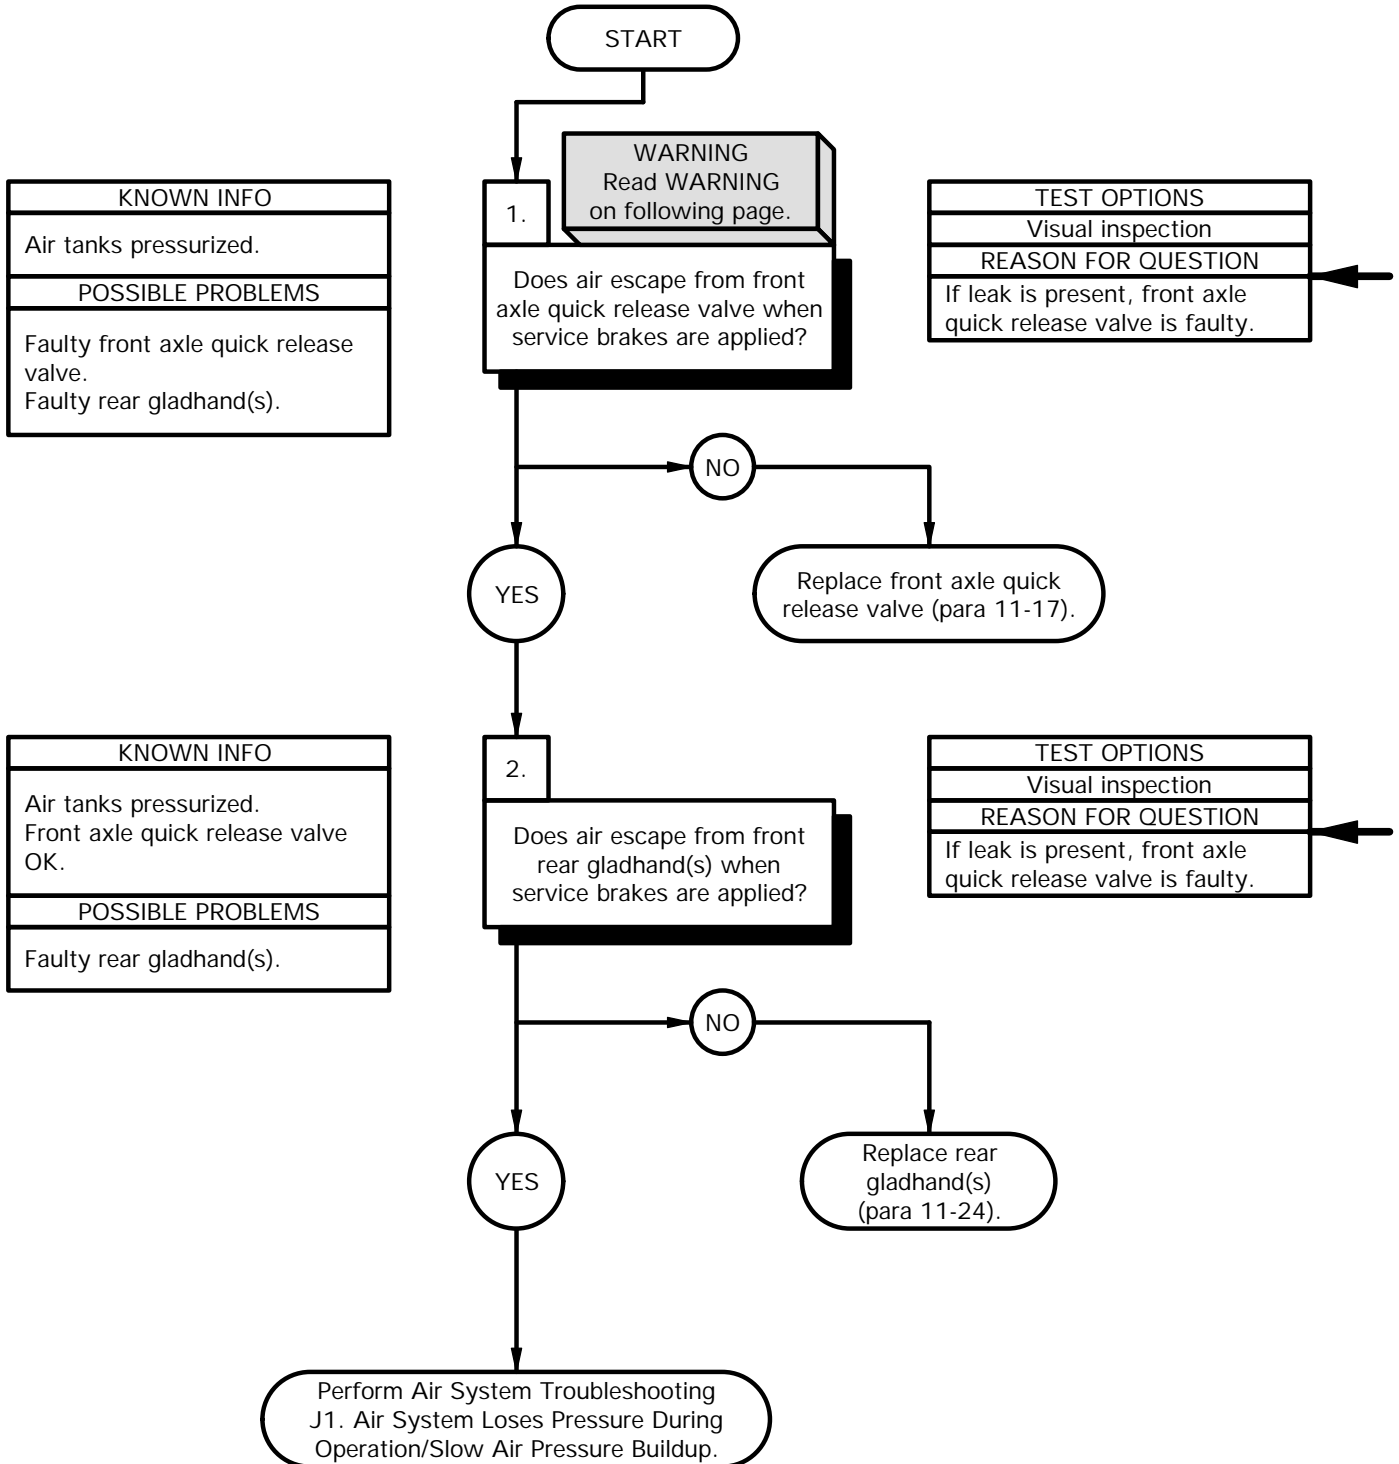 START
WARNING
Read WARNING
on following page.
KNOWN INFO
Air tanks pressurized.
POSSIBLE PROBLEMS
Faulty front axle quick release
valve.
Faulty rear gladhand(s).
1.
Does air escape from front
axle quick release valve when
service brakes are applied?
TEST OPTIONS
Visual inspection
REASON FOR QUESTION
If leak is present, front axle
quick release valve is faulty.
NO
YES
Replace front axle quick
release valve (para 11-17).
KNOWN INFO
Air tanks pressurized.
Front axle quick release valve
OK.
POSSIBLE PROBLEMS
Faulty rear gladhand(s).
2.
Does air escape from front
rear gladhand(s) when
service brakes are applied?
TEST OPTIONS
Visual inspection
REASON FOR QUESTION
If leak is present, front axle
quick release valve is faulty.
NO
YES
Replace rear
gladhand(s)
(para 11-24).
Perform Air System Troubleshooting
J1. Air System Loses Pressure During
Operation/Slow Air Pressure Buildup.